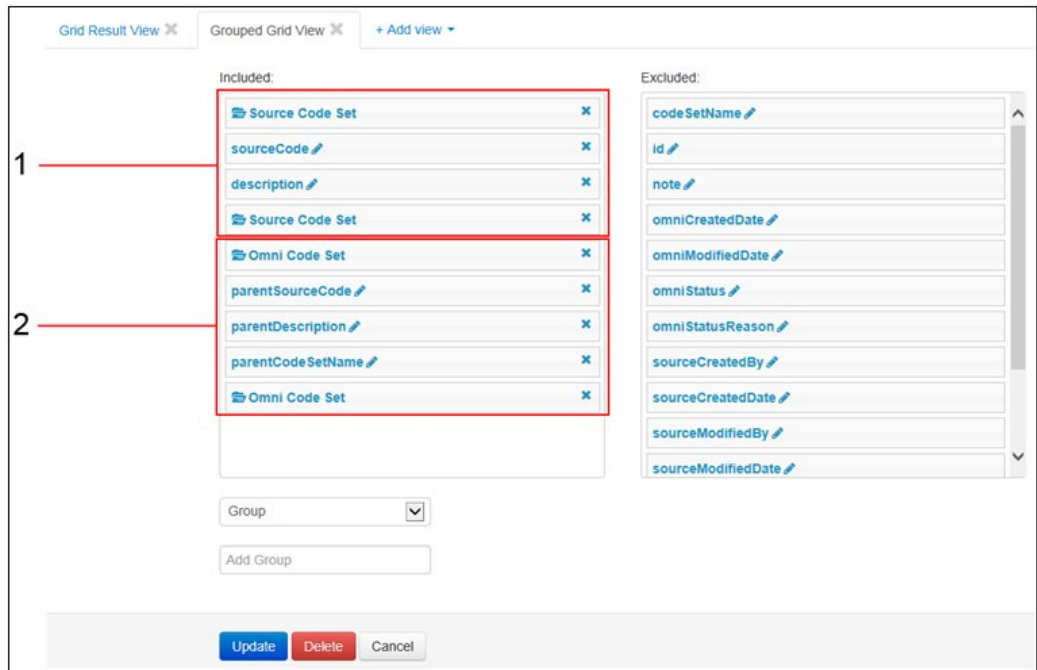 Grid Result View Grouped Grid View + Add view
Included:
Source Code Set
sourceCode
description
Source Code Set
Omni Code Set
parentSourceCode
parentDescription
parentCodeSetName
Omni Code Set
1
2
Excluded:
codeSetName
id
note
omniCreatedDate
omniModifiedDate
omniStatus
omniStatusReason
sourceCreatedBy
sourceCreatedDate
sourceModifiedBy
sourceModifiedDate
Group
Add Group
Update Delete Cancel